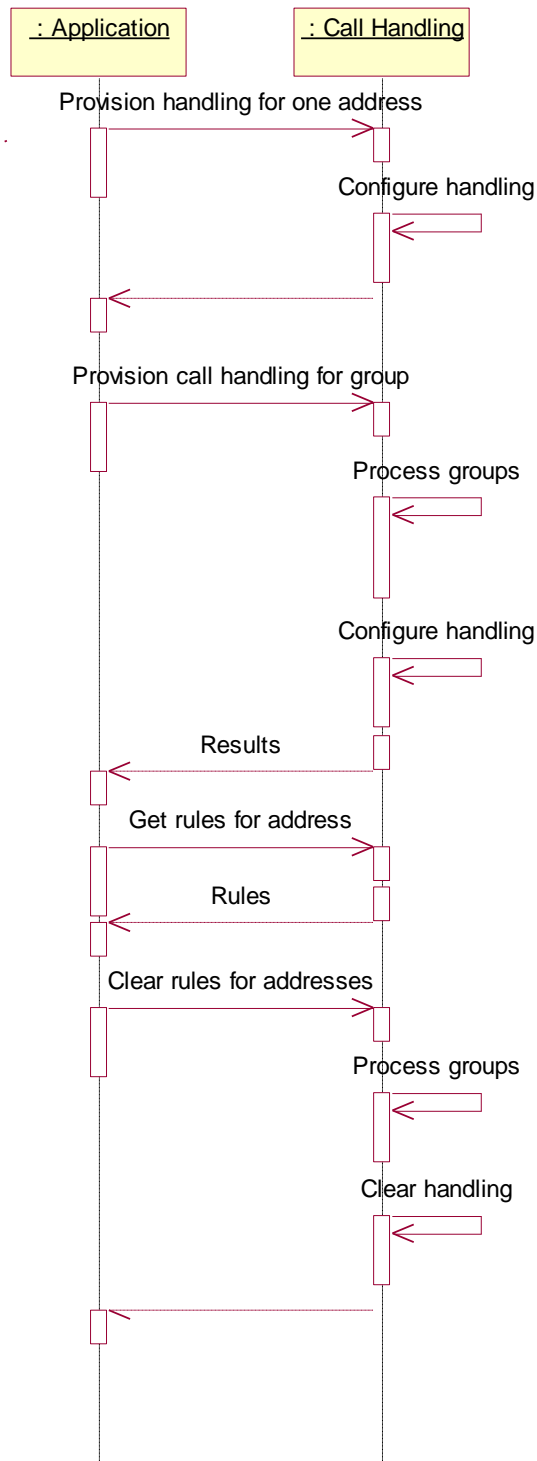 : Application
: Call Handling
Provision handling for one address
Configure handling
Provision call handling for group
Process groups
Configure handling
Results
Get rules for address
Rules
Clear rules for addresses
Process groups
Clear handling